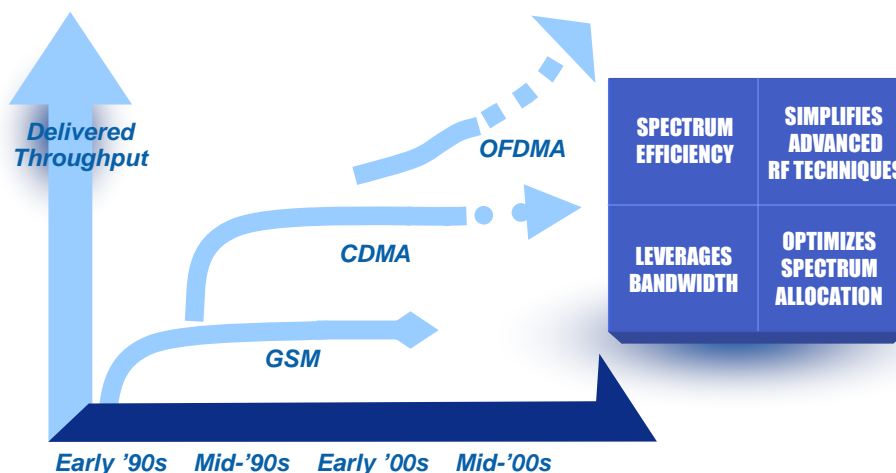 Delivered
Throughput
OFDMA
CDMA
GSM
Early ’90s Mid-’90s Early ’00s Mid-’00s
SPECTRUM
EFFICIENCY
SIMPLIFIES
ADVANCED
RF TECHNIQUES
LEVERAGES
BANDWIDTH
OPTIMIZES
SPECTRUM
ALLOCATION